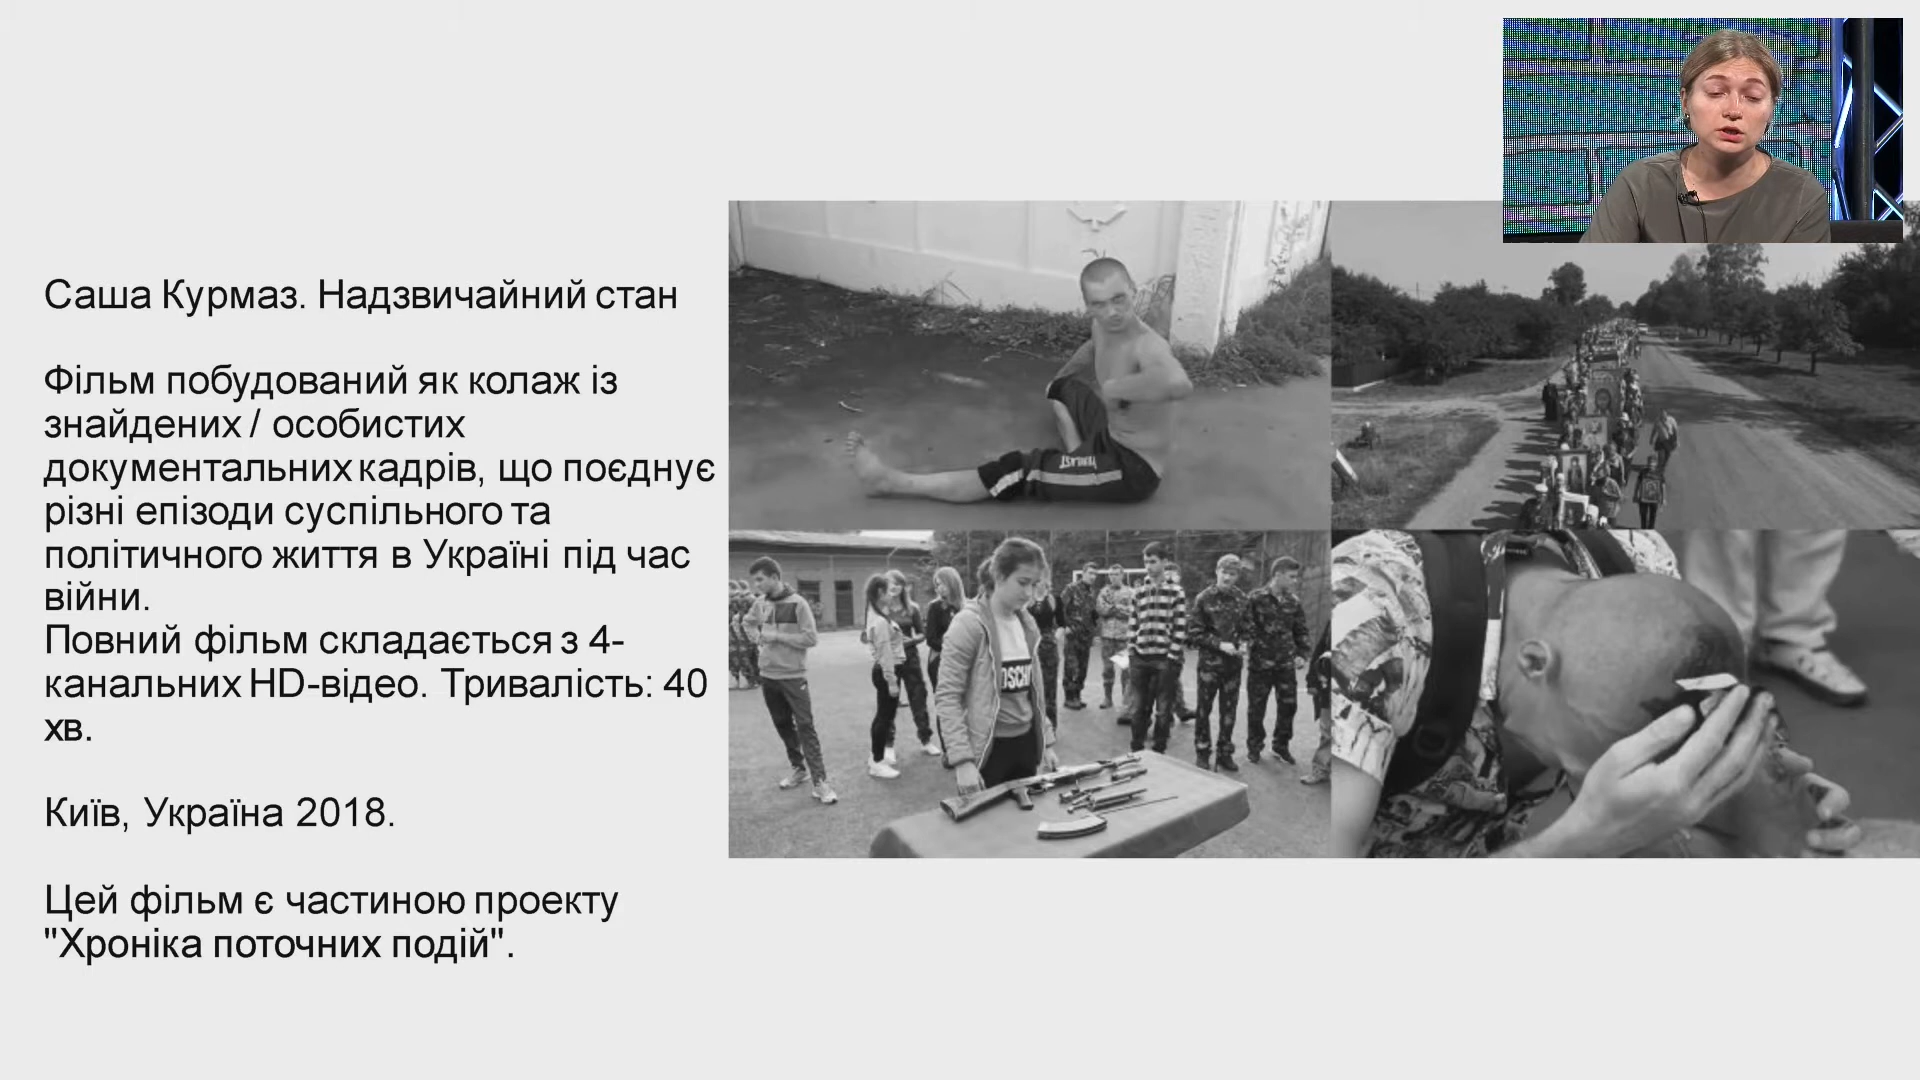 Саша Курмаз. Надзвичайний стан
Фільм побудований як колаж із
знайдених / особистих
документальних кадрів, що поєднує
різні епізоди суспільного та
політичного життя в Україні під час
війни.
Повний фільм складається з 4-
канальних HD-відео. Тривалість: 40
хв.
Київ, Україна 2018.
Цей фільм є частиною проекту
"Хроніка поточних подій".